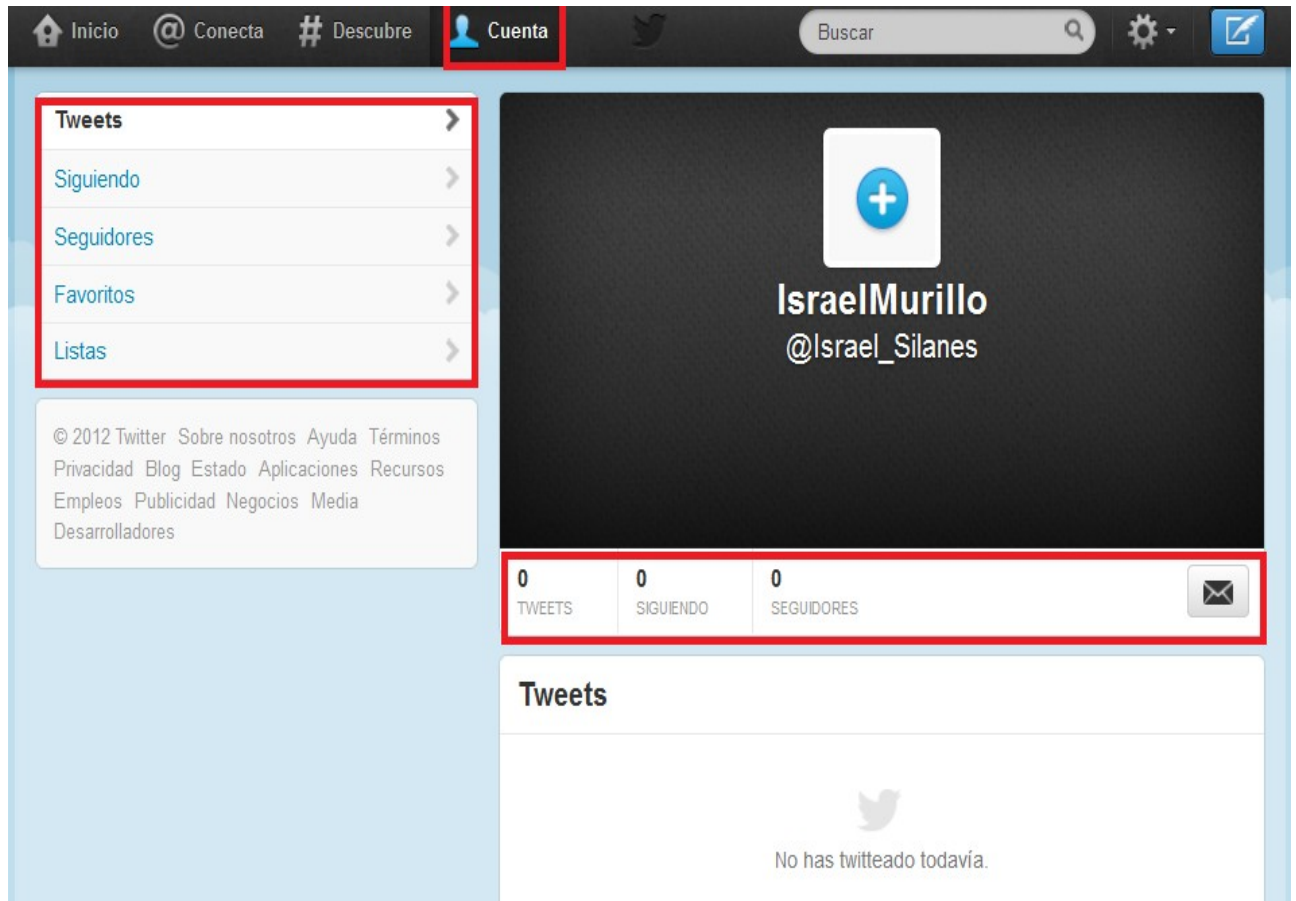 Inicio @ Conecta # Descubre Cuenta Buscar
Tweets
Siguiendo
Seguidores
Favoritos
Listas
© 2012 Twitter Sobre nosotros Ayuda Términos
Privacidad Blog Estado Aplicaciones Recursos
Empleos Publicidad Negocios Media
Desarrolladores
IsraelMurillo
@Israel_Silanes
0 0 0
TWEETS SIGUIENDO SEGUIDORES
Tweets
No has twitteado todavía.